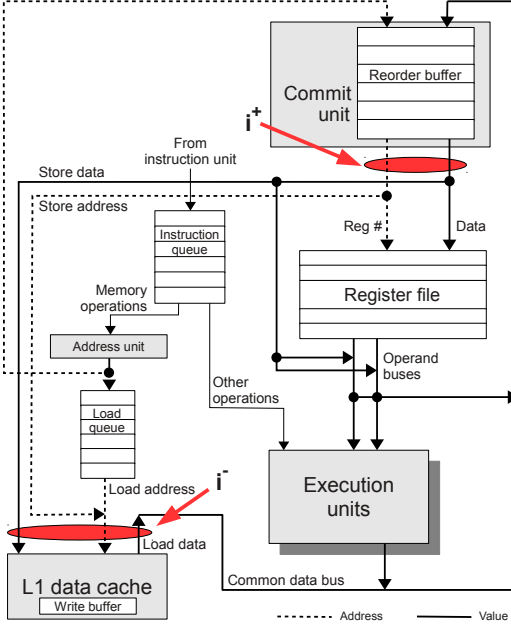 Reorder buffer
Commit
unit
i+
From
instruction unit
Store data
Store address
Instruction
queue
Reg #
Data
Memory
operations
Register file
Address unit
Operand
buses
Other
operations
Load
queue
Load address
i-
Execution
units
Load data
L1 data cache
Common data bus
Write buffer
Address
Value